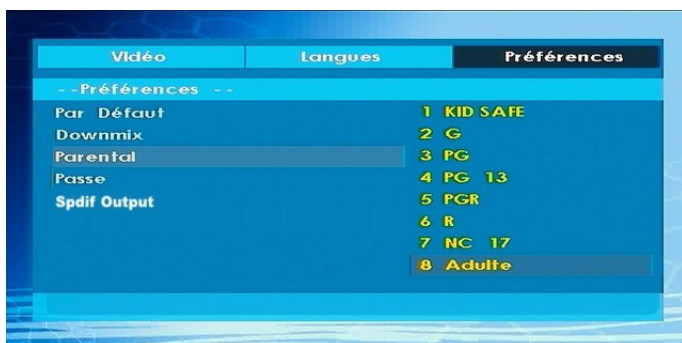 Vidéo Langues Préférences
--Préférences --
Par Défaut 1 KID SAFE
Downmix 2 G
Parental 3 PG
Passe 4 PG 13
Spdif Output 5 PGR
6 R
7 NC 17
8 Adulte